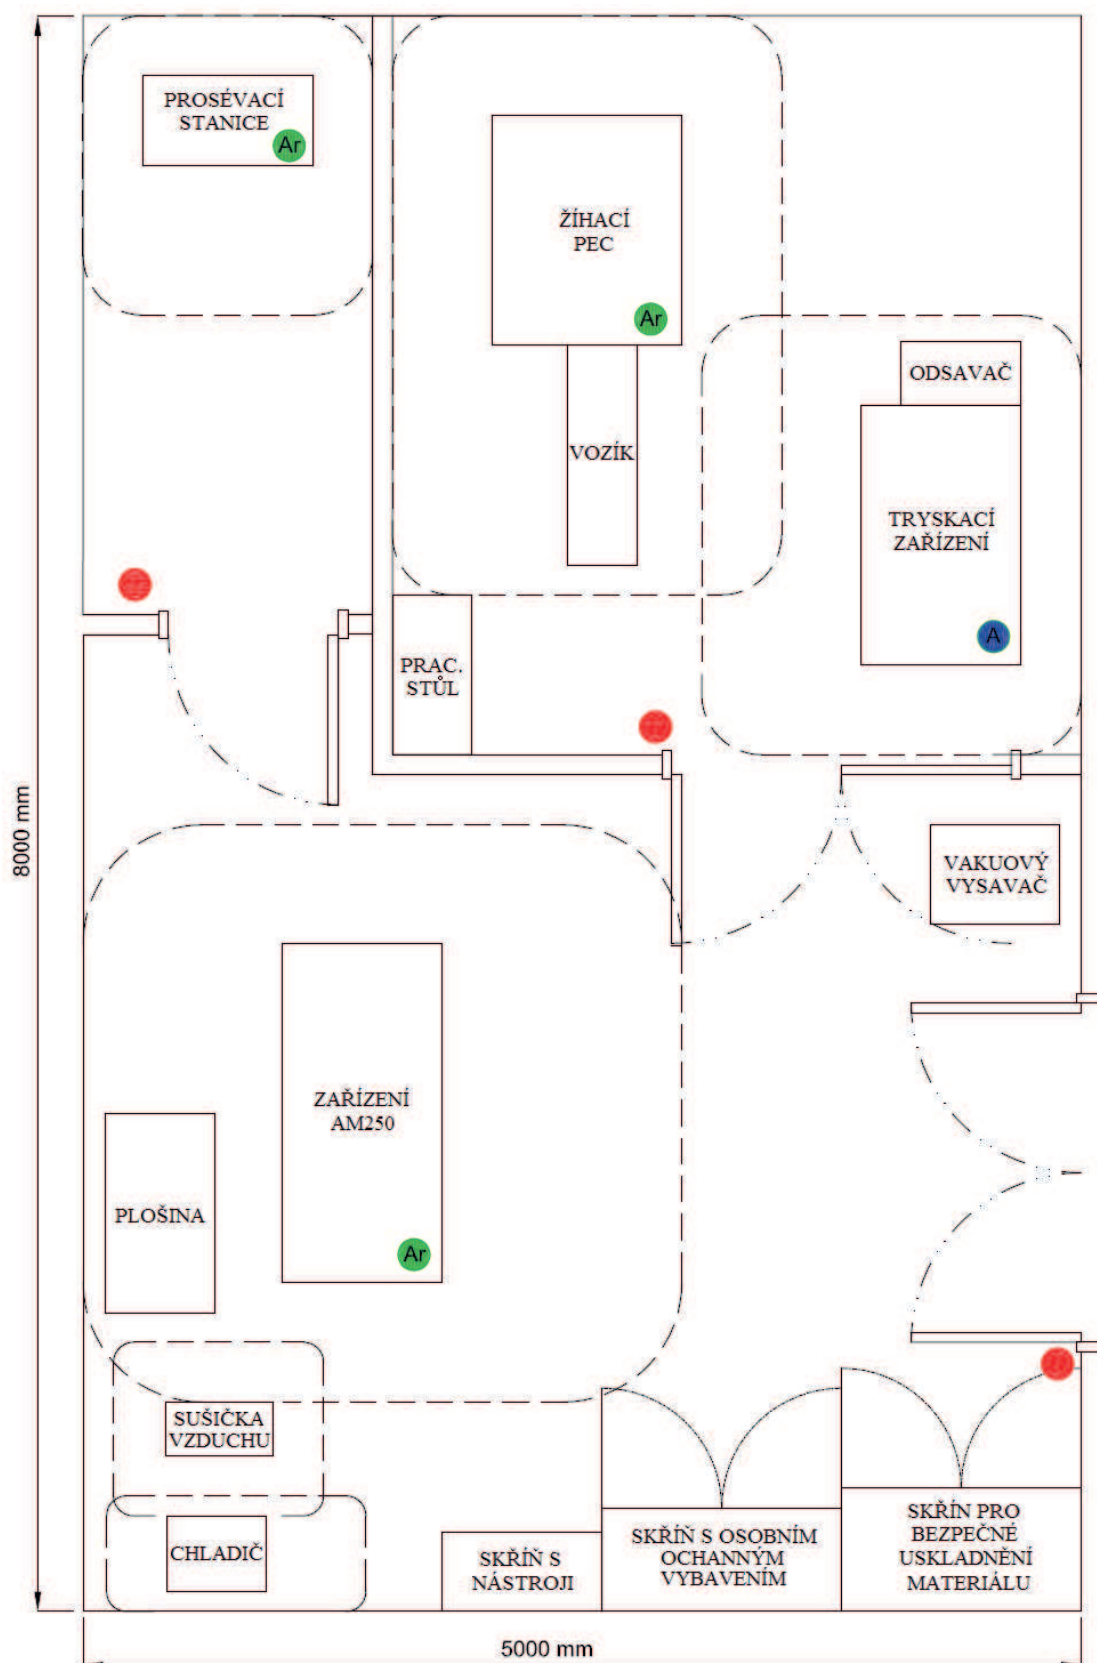 PROSÉVACÍ
STANICE
Ar
ŽÍHACÍ
PEC
Ar
ODSAVAČ
VOZÍK
TRYSKACÍ
ZAŘÍZENÍ
A
PRAC.
STŮL
8000 mm
VAKUOVÝ
VYSAVAČ
ZAŘÍZENÍ
AM250
PLOŠINA
Ar
SUŠIČKA
VZDUCHU
CHLADIČ
SKŘÍŇ S
NÁSTROJI
SKŘÍŇ S OSOBNÍM
OCHANNÝM
VYBAVENÍM
SKŘÍN PRO
BEZPEČNÉ
USKLADNĚNÍ
MATERIÁLU
5000 mm